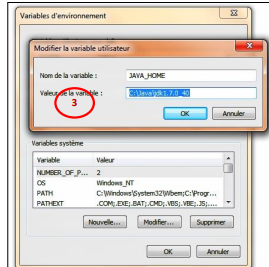 Variables d'environnement
Modifier la variable utilisateur
Nom de la variable : JAVA_HOME
Valeur de la variable : C:\Java\jdk1.7.0_40
3
OK Annuler
Variables système
Variable Valeur
NUMBER_OF_P... 2
OS Windows_NT
PATH C:\Windows\System32\Wbem;C:\Progr...
PATHEXT .COM;.EXE;.BAT;.CMD;.VBS;.VBE;.JS;....
Nouvelle... Modifier... Supprimer
OK Annuler